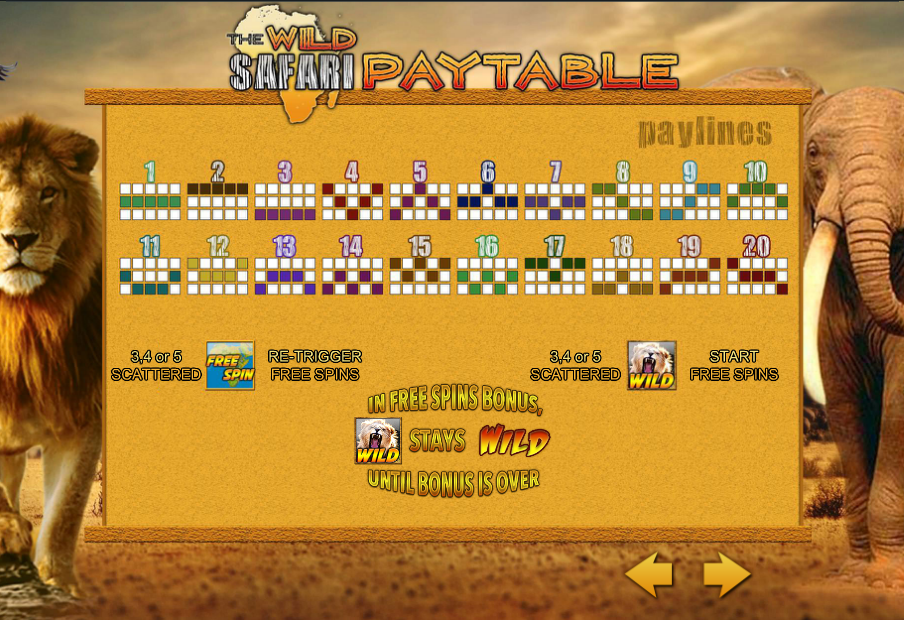 THE WILD
SAFARI PAYTABLE
paylines
1 2 3 4 5 6 7 8 9 10
11 12 13 14 15 16 17 18 19 20
3,4 or 5
SCATTERED
FREE
SPIN
RE-TRIGGER
FREE SPINS
3,4 or 5
SCATTERED
WILD
START
FREE SPINS
IN FREE SPINS BONUS,
WILD STAYS WILD
UNTIL BONUS IS OVER